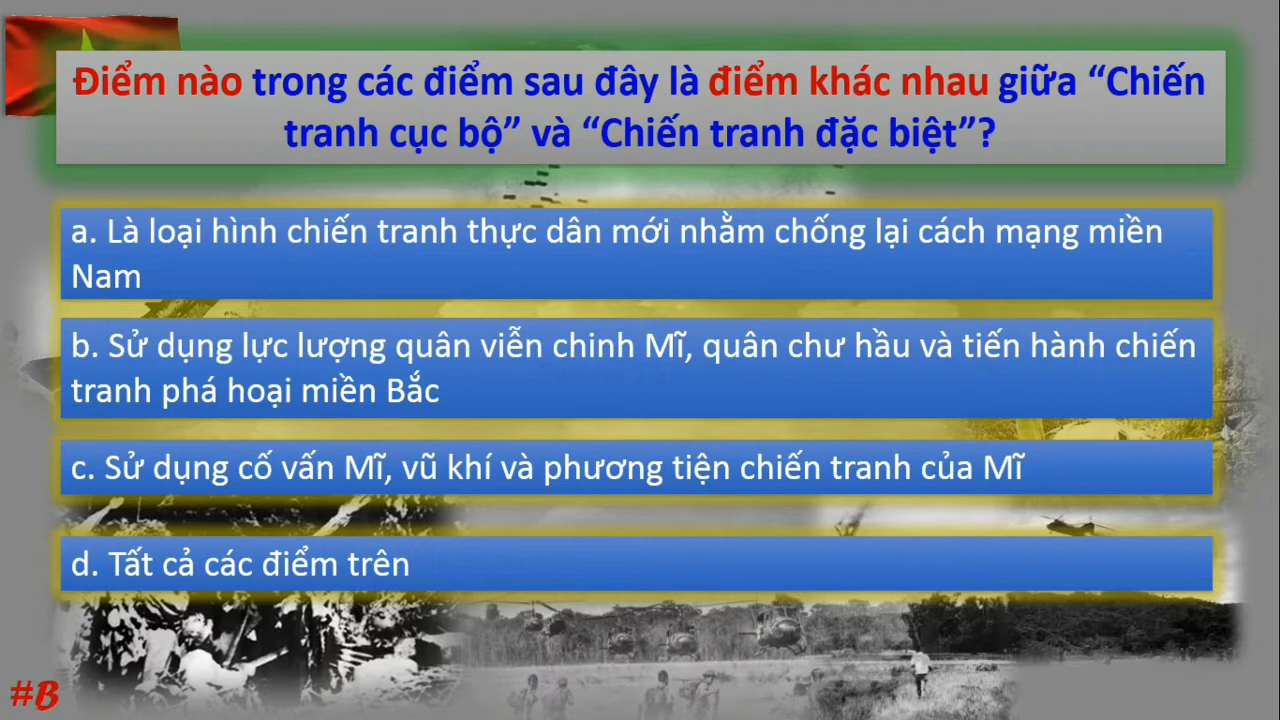 Điểm nào trong các điểm sau đây là điểm khác nhau giữa “Chiến
tranh cục bộ” và “Chiến tranh đặc biệt”?
a. Là loại hình chiến tranh thực dân mới nhằm chống lại cách mạng miền
Nam
b. Sử dụng lực lượng quân viễn chinh Mĩ, quân chư hầu và tiến hành chiến
tranh phá hoại miền Bắc
c. Sử dụng cố vấn Mĩ, vũ khí và phương tiện chiến tranh của Mĩ
d. Tất cả các điểm trên
#B